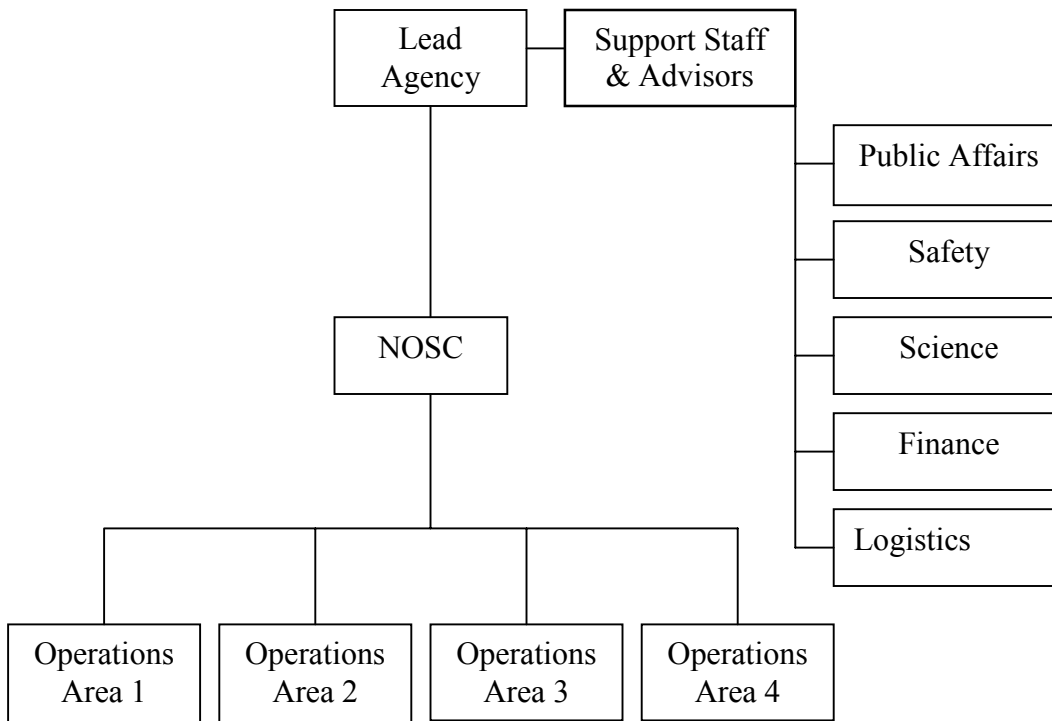 Lead
Agency
Support Staff
& Advisors
Public Affairs
Safety
NOSC
Science
Finance
Logistics
Operations
Area 1
Operations
Area 2
Operations
Area 3
Operations
Area 4